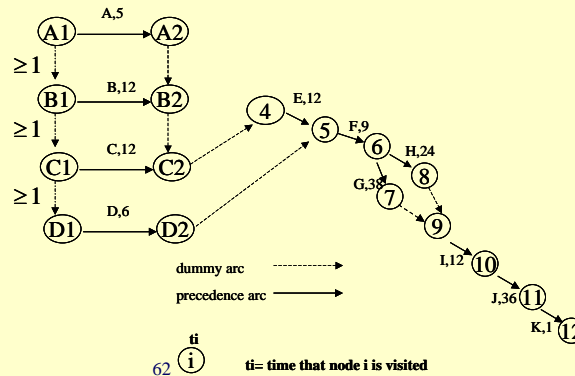 A,5
A1 A2
≥1
B,12
B1 B2
≥1
C,12
C1 C2
≥1
D,6
D1 D2
4
E,12
5
F,9
6
H,24
8
G,38
7
9
I,12
10
J,36
11
K,1
12
dummy arc
precedence arc
ti
i
62
ti= time that node i is visited